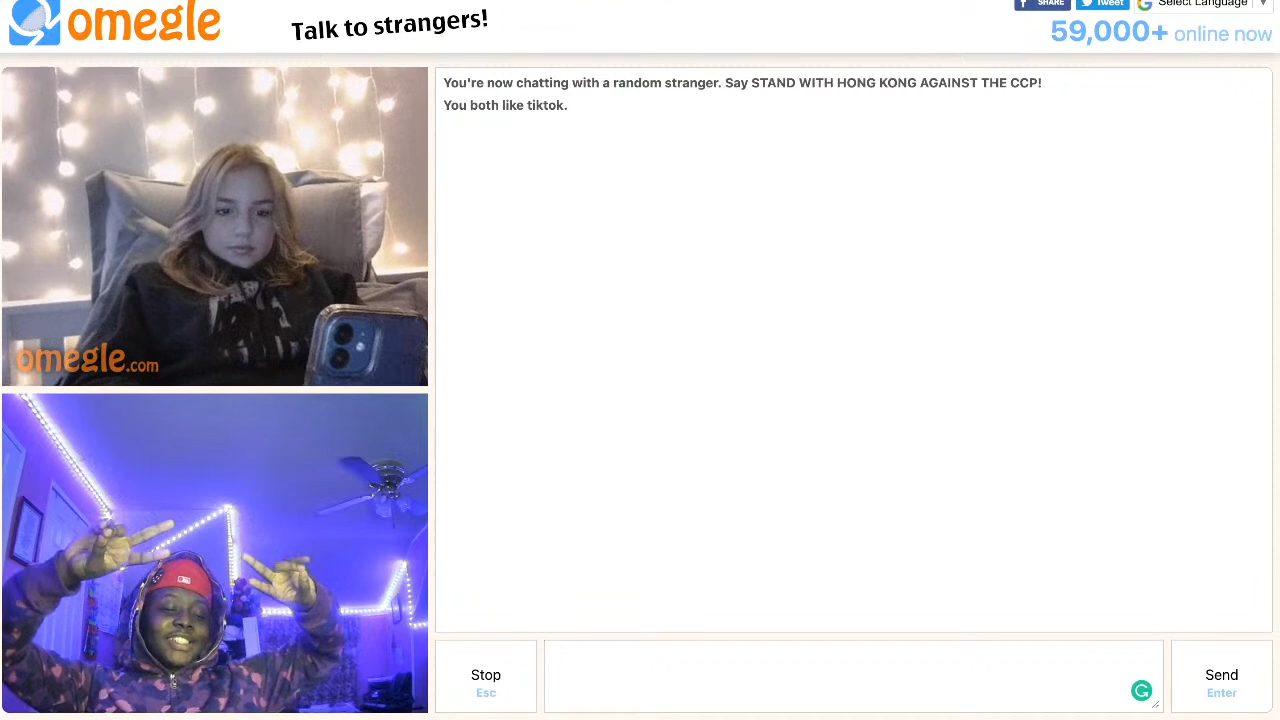 omegle
Talk to strangers!
SHARE
Tweet
Select Language
59,000+ online now
You're now chatting with a random stranger. Say STAND WITH HONG KONG AGAINST THE CCP!
You both like tiktok.
omegle.com
Stop
Esc
Send
Enter